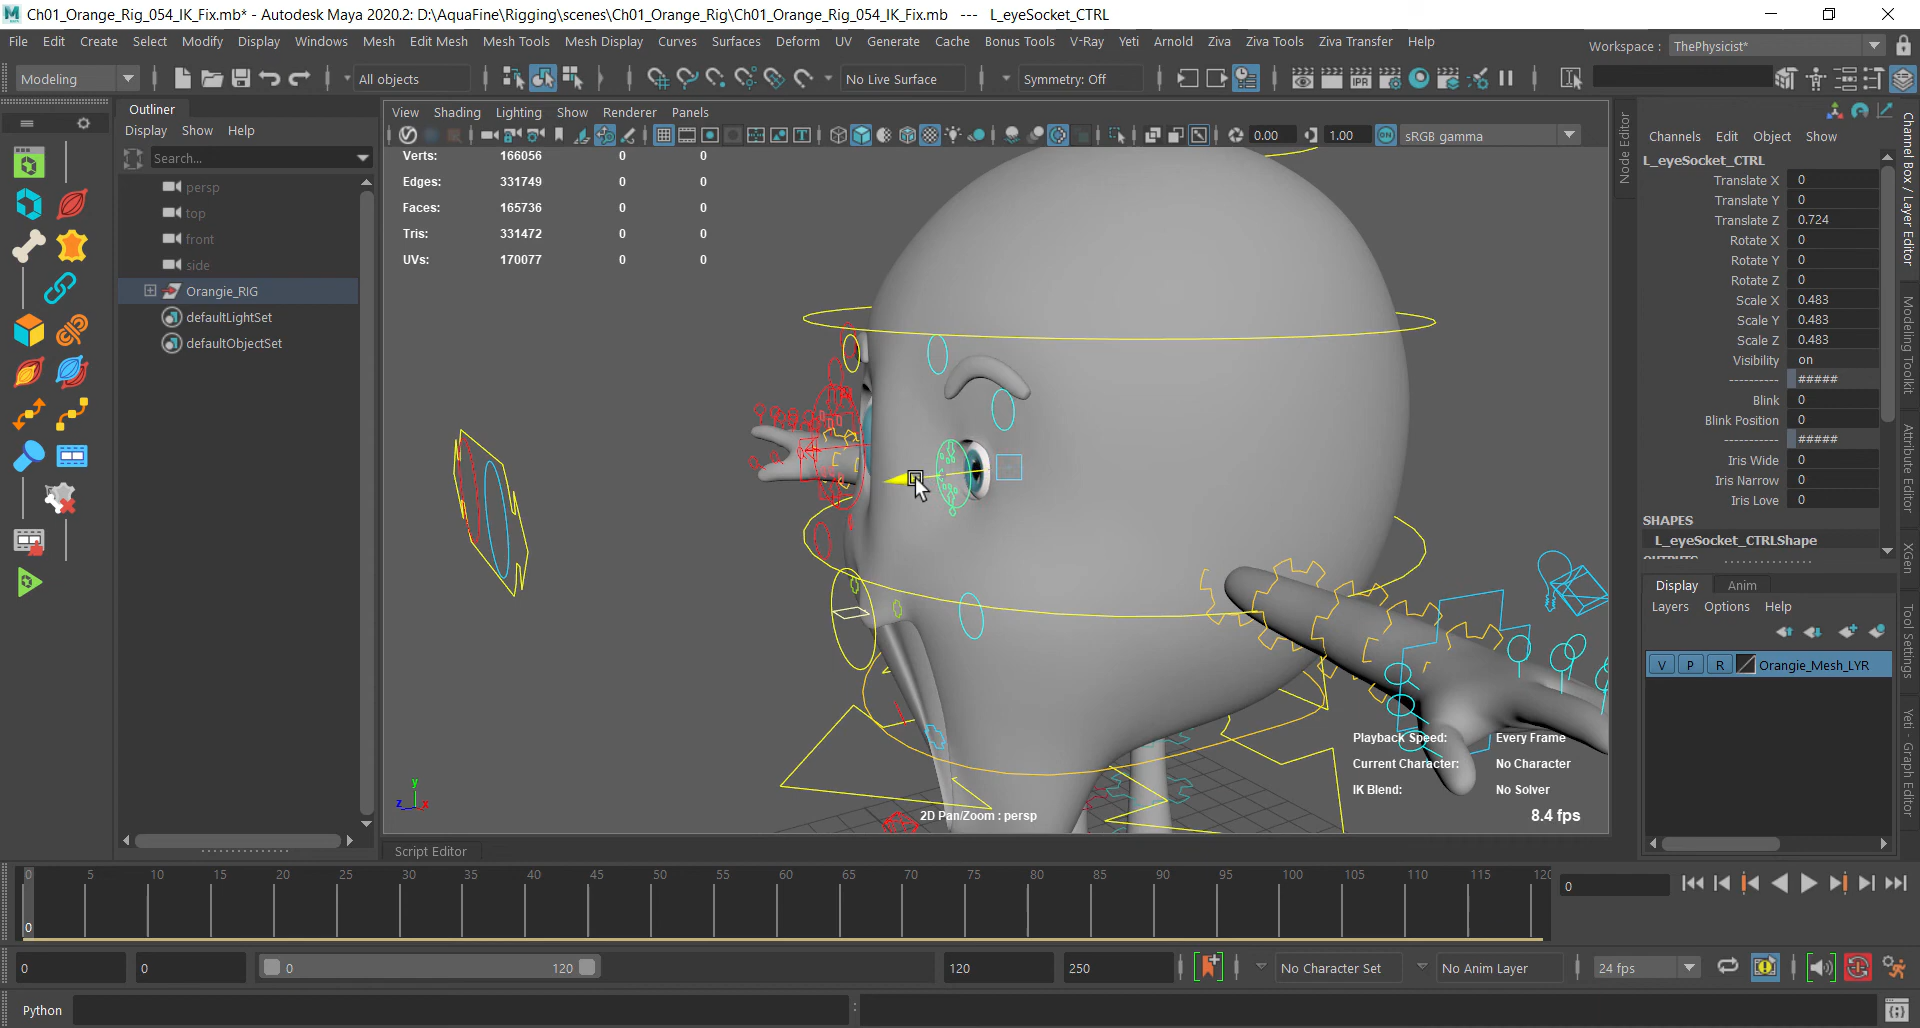 Ch01_Orange_Rig_054_IK_Fix.mb* - Autodesk Maya 2020.2: D:\AquaFine\Rigging\scenes\Ch01_Orange_Rig\Ch01_Orange_Rig_054_IK_Fix.mb --- L_eyeSocket_CTRL
File Edit Create Select Modify Display Windows Mesh Edit Mesh Mesh Tools Mesh Display Curves Surfaces Deform UV Generate Cache Bonus Tools V-Ray Yeti Arnold Ziva Ziva Tools Ziva Transfer Help
Workspace : ThePhysicist*
Modeling All objects No Live Surface Symmetry: Off
IPR
Outliner
Display Show Help
Search...
persp
top
front
side
Orangie_RIG
defaultLightSet
defaultObjectSet
View Shading Lighting Show Renderer Panels
0.00 1.00 ON sRGB gamma
Verts: 166056 0 0
Edges: 331749 0 0
Faces: 165736 0 0
Tris: 331472 0 0
UVs: 170077 0 0
Playback Speed: Every Frame
Current Character: No Character
IK Blend: No Solver
8.4 fps
2D Pan/Zoom : persp
y
z x
Script Editor
Node Editor
Channels Edit Object Show
L_eyeSocket_CTRL
Translate X 0
Translate Y 0
Translate Z 0.724
Rotate X 0
Rotate Y 0
Rotate Z 0
Scale X 0.483
Scale Y 0.483
Scale Z 0.483
Visibility on
---------- #####
Blink 0
Blink Position 0
----------- #####
Iris Wide 0
Iris Narrow 0
Iris Love 0
SHAPES
L_eyeSocket_CTRLShape
OUTPUTS
Display Anim
Layers Options Help
V P R Orangie_Mesh_LYR
Channel Box / Layer Editor
Modeling Toolkit
Attribute Editor
XGen
Tool Settings
Yeti - Graph Editor
0 5 10 15 20 25 30 35 40 45 50 55 60 65 70 75 80 85 90 95 100 105 110 115 120
0
0
0 0 0 120 120 250 No Character Set No Anim Layer 24 fps
Python